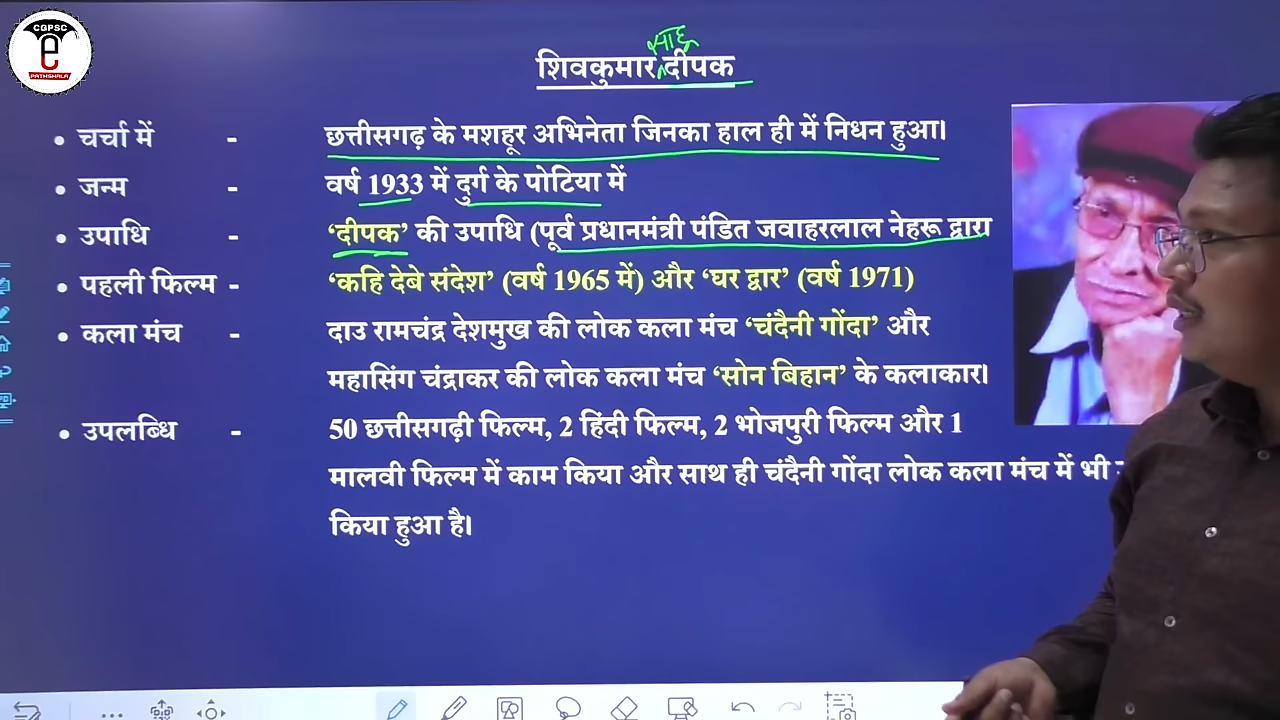 CGPSC
e
PATHSHALA
साहू
शिवकुमार दीपक
• चर्चा में - छत्तीसगढ़ के मशहूर अभिनेता जिनका हाल ही में निधन हुआ।
• जन्म - वर्ष 1933 में दुर्ग के पोटिया में
• उपाधि - 'दीपक' की उपाधि (पूर्व प्रधानमंत्री पंडित जवाहरलाल नेहरू द्वारा
• पहली फिल्म - 'कहि देबे संदेश' (वर्ष 1965 में) और 'घर द्वार' (वर्ष 1971)
• कला मंच - दाउ रामचंद्र देशमुख की लोक कला मंच 'चंदैनी गोंदा' और
महासिंग चंद्राकर की लोक कला मंच 'सोन बिहान' के कलाकार।
• उपलब्धि - 50 छत्तीसगढ़ी फिल्म, 2 हिंदी फिल्म, 2 भोजपुरी फिल्म और 1
मालवी फिल्म में काम किया और साथ ही चंदैनी गोंदा लोक कला मंच में भी
किया हुआ है।